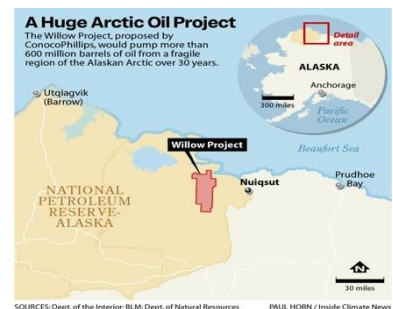 A Huge Arctic Oil Project
The Willow Project, proposed by
ConocoPhillips, would pump more than
600 million barrels of oil from a fragile
region of the Alaskan Arctic over 30 years.
Detail
area
ALASKA
Anchorage
300 miles
Pacific
Ocean
Utqiagvik
(Barrow)
Beaufort Sea
Willow Project
Prudhoe
Bay
Nuiqsut
NATIONAL
PETROLEUM
RESERVE-
ALASKA
N
30 miles
SOURCES: Dept. of the Interior; BLM; Dept. of Natural Resources
PAUL HORN / Inside Climate News